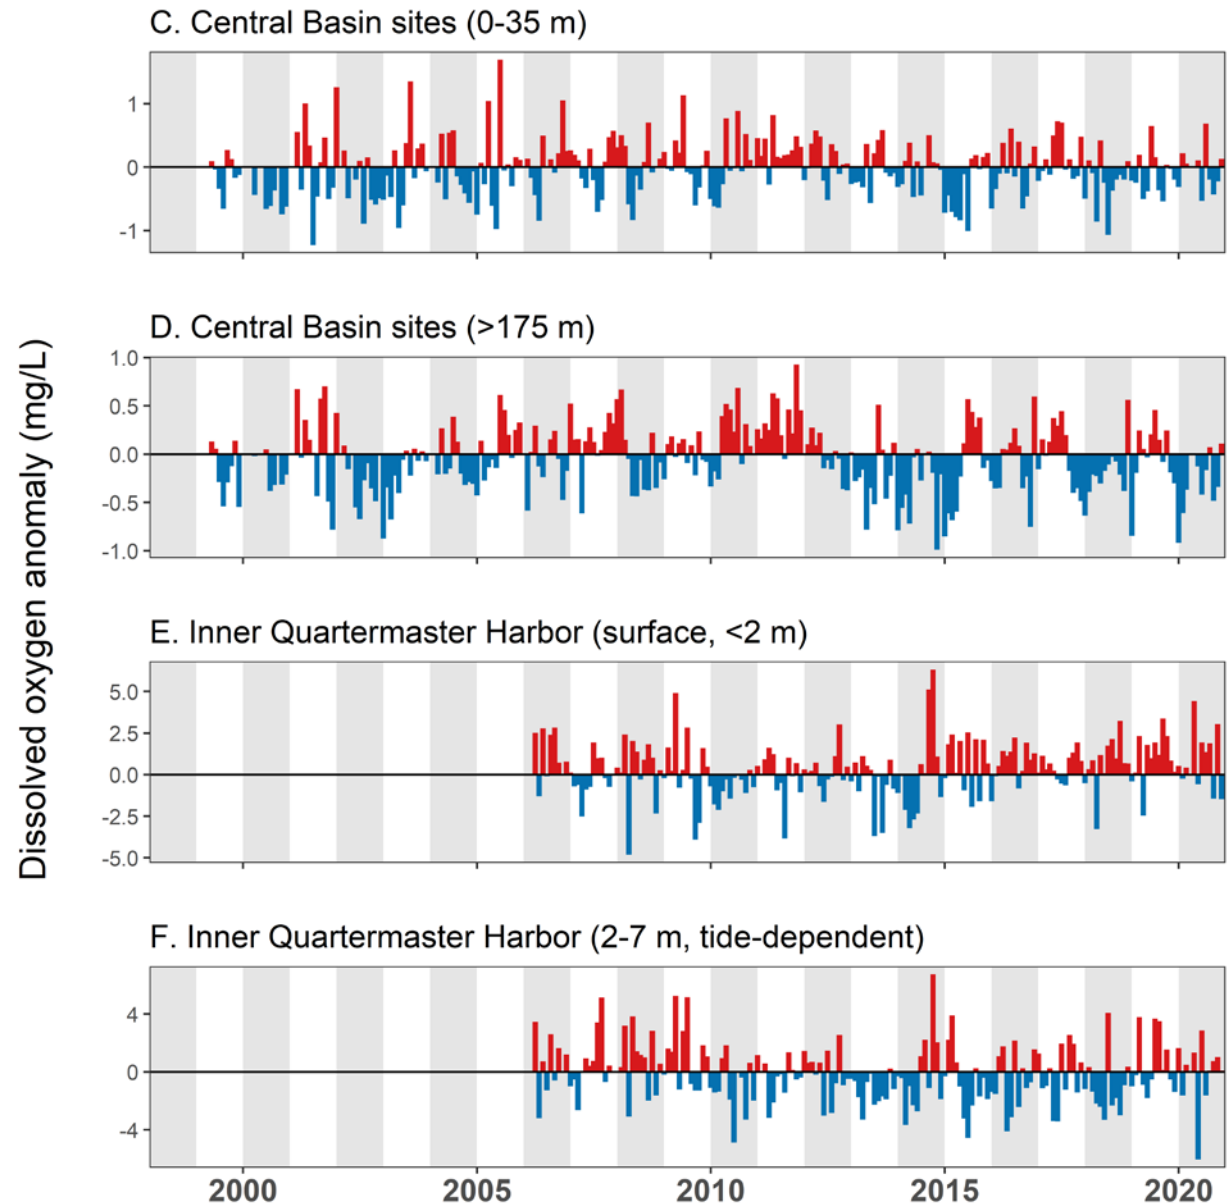 C. Central Basin sites (0-35 m)
1
0
-1
D. Central Basin sites (>175 m)
1.0
0.5
0.0
-0.5
-1.0
Dissolved oxygen anomaly (mg/L)
E. Inner Quartermaster Harbor (surface, <2 m)
5.0
2.5
0.0
-2.5
-5.0
F. Inner Quartermaster Harbor (2-7 m, tide-dependent)
4
0
-4
2000 2005 2010 2015 2020